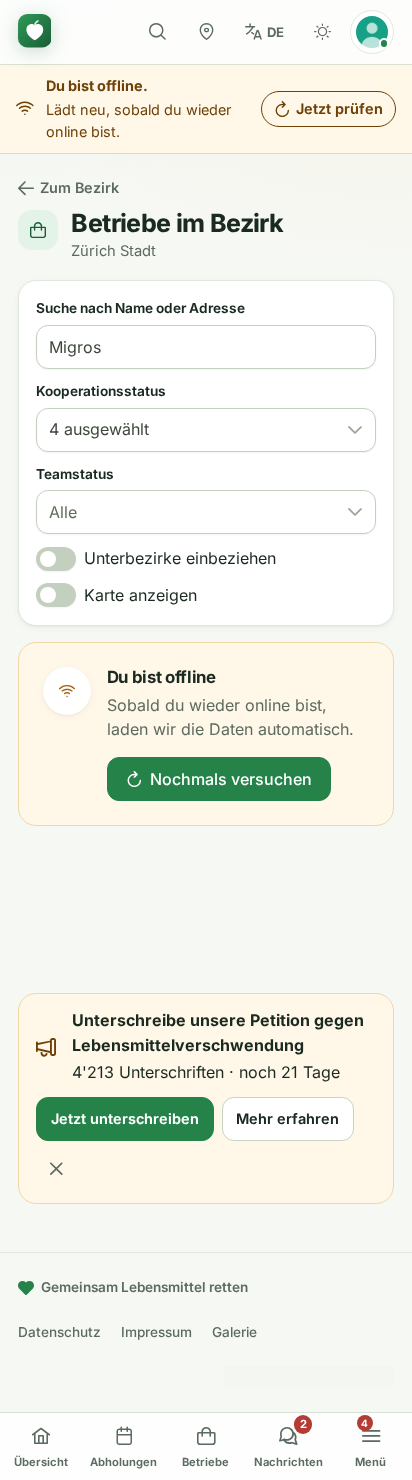 DE
Du bist offline.
Lädt neu, sobald du wieder
online bist.
Jetzt prüfen
Zum Bezirk
Betriebe im Bezirk
Zürich Stadt
Suche nach Name oder Adresse
Migros
Kooperationsstatus
4 ausgewählt
Teamstatus
Alle
Unterbezirke einbeziehen
Karte anzeigen
Du bist offline
Sobald du wieder online bist,
laden wir die Daten automatisch.
Nochmals versuchen
Unterschreibe unsere Petition gegen
Lebensmittelverschwendung
4'213 Unterschriften · noch 21 Tage
Jetzt unterschreiben Mehr erfahren
Gemeinsam Lebensmittel retten
Datenschutz Impressum Galerie
2 4
Übersicht Abholungen Betriebe Nachrichten Menü